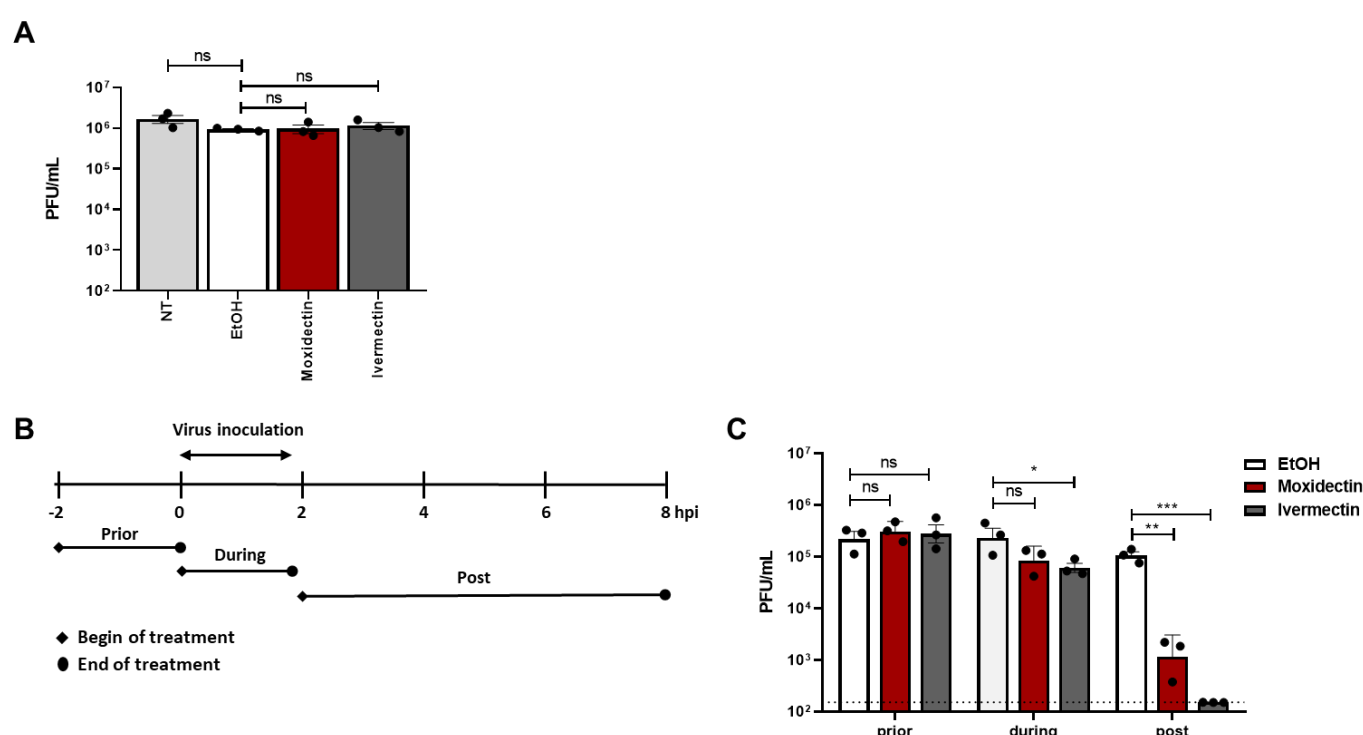 A
ns
ns
ns
10⁷
10⁶
10⁵
10⁴
10³
10²
PFU/mL
NT
EtOH
Moxidectin
Ivermectin
B
Virus inoculation
-2 0 2 4 6 8 hpi
Prior
During
Post
Begin of treatment
End of treatment
C
10⁷
10⁶
10⁵
10⁴
10³
10²
PFU/mL
ns
ns
*
ns
***
**
EtOH
Moxidectin
Ivermectin
prior during post